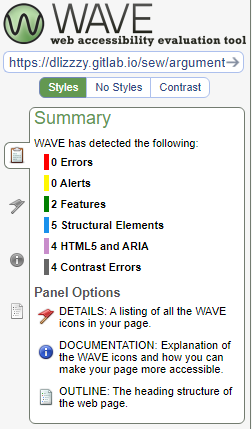 WAVE
web accessibility evaluation tool
https://dlizzzy.gitlab.io/sew/argument
Styles No Styles Contrast
Summary
WAVE has detected the following:
0 Errors
0 Alerts
2 Features
5 Structural Elements
4 HTML5 and ARIA
4 Contrast Errors
Panel Options
DETAILS: A listing of all the WAVE
icons in your page.
DOCUMENTATION: Explanation of
the WAVE icons and how you can
make your page more accessible.
OUTLINE: The heading structure of
the web page.